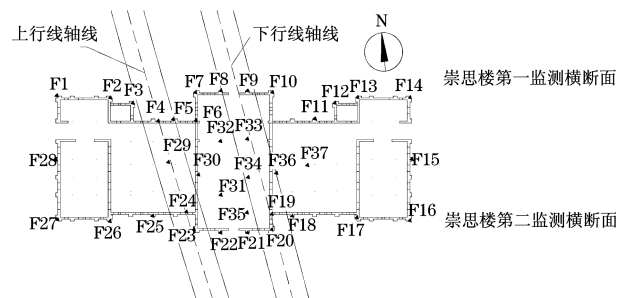 上行线轴线
下行线轴线
N
崇思楼第一监测横断面
F1 F2 F3 F4 F5 F6 F7 F8 F9 F10 F11 F12 F13 F14
F32 F33
F28 F29 F30 F34 F36 F37 F15
F31
F24 F35 F19
F27 F26 F25 F23 F22 F21 F20 F18 F17 F16
崇思楼第二监测横断面